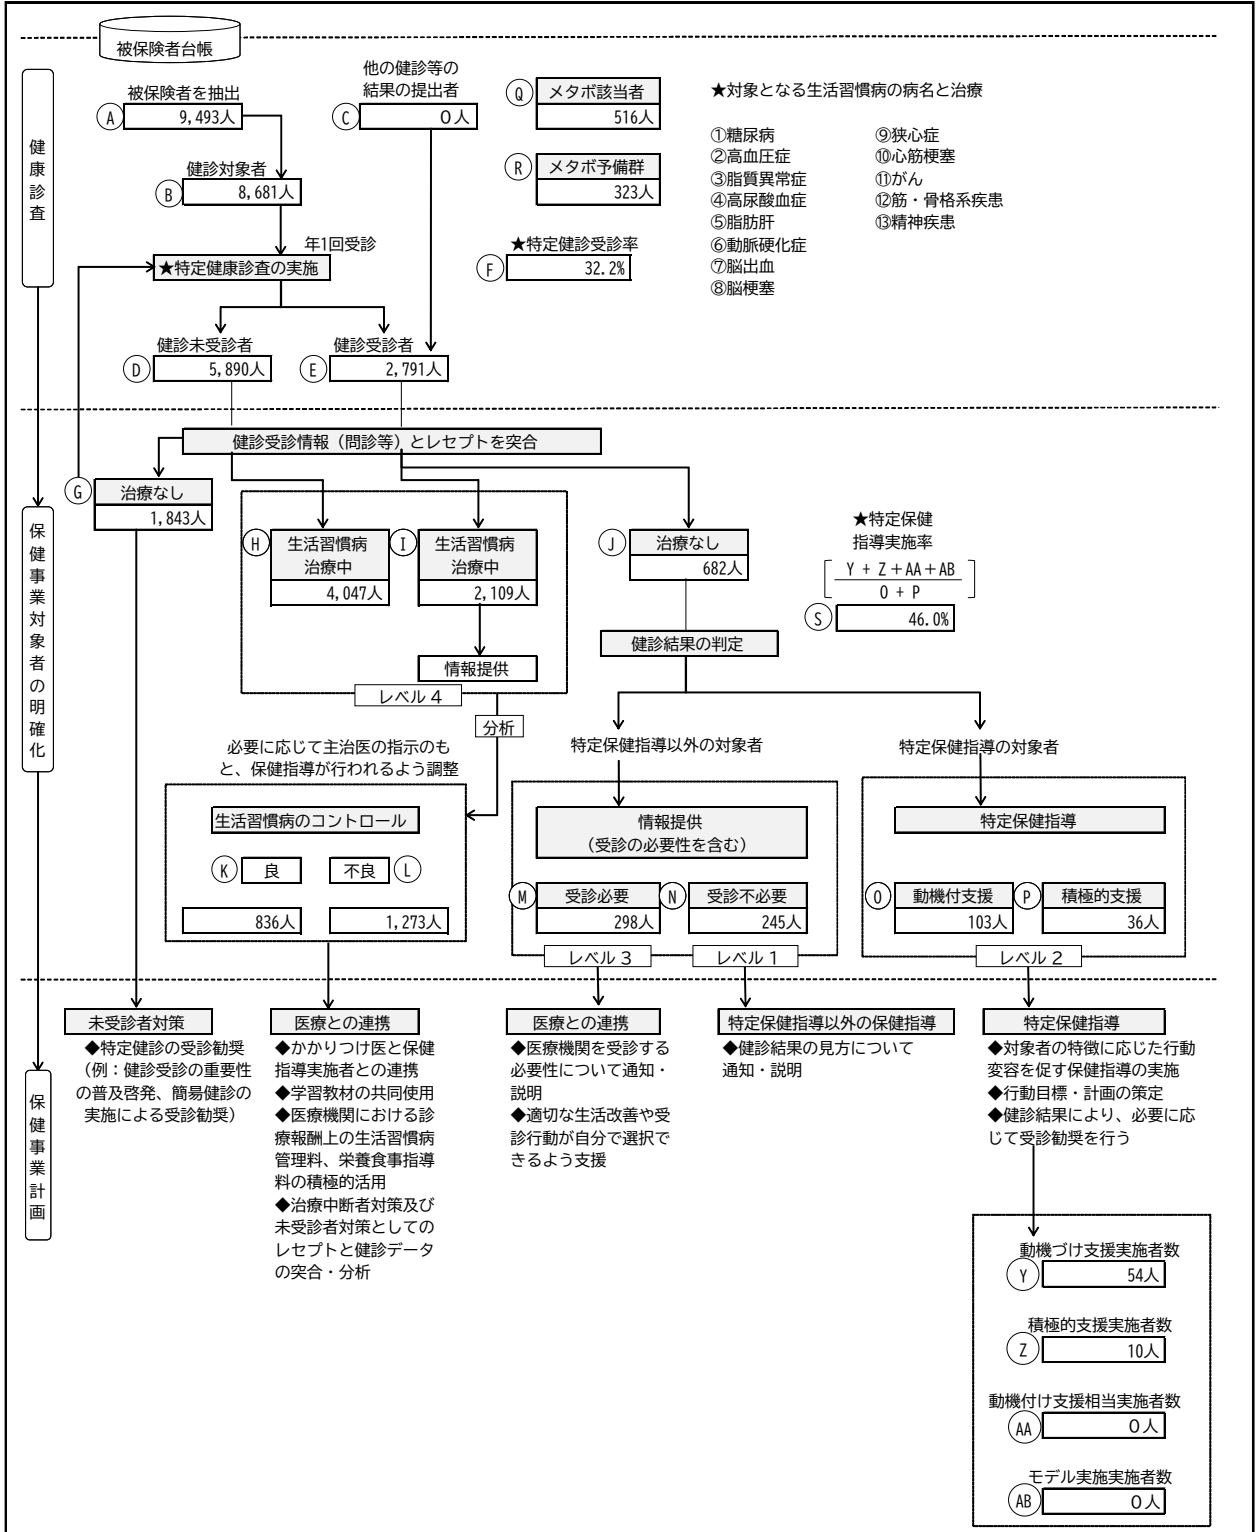 被保険者台帳
健康診査
被保険者を抽出
A
9,493人
他の健診等の
結果の提出者
C
0人
健診対象者
B
8,681人
年1回受診
★特定健康診査の実施
健診未受診者
D
5,890人
健診受診者
E
2,791人
Q
メタボ該当者
516人
R
メタボ予備群
323人
★特定健診受診率
F
32.2%
★対象となる生活習慣病の病名と治療
①糖尿病
②高血圧症
③脂質異常症
④高尿酸血症
⑤脂肪肝
⑥動脈硬化症
⑦脳出血
⑧脳梗塞
⑨狭心症
⑩心筋梗塞
⑪がん
⑫筋・骨格系疾患
⑬精神疾患
保健事業対象者の明確化
健診受診情報（問診等）とレセプトを突合
G
治療なし
1,843人
H
生活習慣病
治療中
4,047人
I
生活習慣病
治療中
2,109人
情報提供
レベル４
J
治療なし
682人
健診結果の判定
★特定保健
指導実施率
Y + Z + AA + AB
O + P
S
46.0%
分析
必要に応じて主治医の指示のも
と、保健指導が行われるよう調整
生活習慣病のコントロール
K
良
不良
L
836人
1,273人
特定保健指導以外の対象者
情報提供
（受診の必要性を含む）
M
受診必要
298人
N
受診不必要
245人
レベル３
レベル１
特定保健指導の対象者
特定保健指導
O
動機付支援
103人
P
積極的支援
36人
レベル２
保健事業計画
未受診者対策
◆特定健診の受診勧奨
（例：健診受診の重要性
の普及啓発、簡易健診の
実施による受診勧奨）
医療との連携
◆かかりつけ医と保健
指導実施者との連携
◆学習教材の共同使用
◆医療機関における診
療報酬上の生活習慣病
管理料、栄養食事指導
料の積極的活用
◆治療中断者対策及び
未受診者対策としての
レセプトと健診データ
の突合・分析
医療との連携
◆医療機関を受診する
必要性について通知・
説明
◆適切な生活改善や受
診行動が自分で選択で
きるよう支援
特定保健指導以外の保健指導
◆健診結果の見方について
通知・説明
特定保健指導
◆対象者の特徴に応じた行動
変容を促す保健指導の実施
◆行動目標・計画の策定
◆健診結果により、必要に応
じて受診勧奨を行う
動機づけ支援実施者数
Y
54人
積極的支援実施者数
Z
10人
動機付け支援相当実施者数
AA
0人
モデル実施実施者数
AB
0人